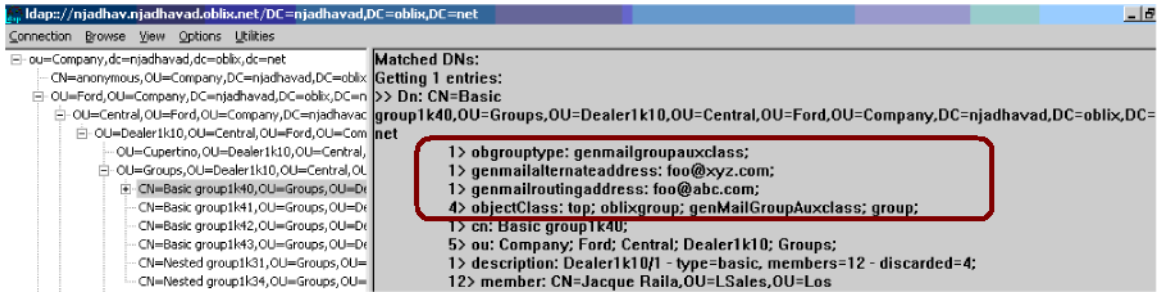 ldap://njadhav.njadhavad.oblix.net/DC=njadhavad,DC=oblix,DC=net
Connection Browse View Options Utilities
ou=Company,dc=njadhavad,dc=oblix,dc=net
CN=anonymous,OU=Company,DC=njadhavad,DC=oblix
OU=Ford,OU=Company,DC=njadhavad,DC=oblix,DC=n
OU=Central,OU=Ford,OU=Company,DC=njadhavac
OU=Dealer1k10,OU=Central,OU=Ford,OU=Com
OU=Cupertino,OU=Dealer1k10,OU=Central,
OU=Groups,OU=Dealer1k10,OU=Central,OU
CN=Basic group1k40,OU=Groups,OU=De
CN=Basic group1k41,OU=Groups,OU=De
CN=Basic group1k42,OU=Groups,OU=De
CN=Basic group1k43,OU=Groups,OU=De
CN=Nested group1k31,OU=Groups,OU=
CN=Nested group1k34,OU=Groups,OU=
Matched DNs:
Getting 1 entries:
>> Dn: CN=Basic
group1k40,OU=Groups,OU=Dealer1k10,OU=Central,OU=Ford,OU=Company,DC=njadhavad,DC=oblix,DC=
net
1> obgrouptype: genmailgroupauxclass;
1> genmailalternateaddress: foo@xyz.com;
1> genmailroutingaddress: foo@abc.com;
4> objectClass: top; oblixgroup; genMailGroupAuxclass; group;
1> cn: Basic group1k40;
5> ou: Company; Ford; Central; Dealer1k10; Groups;
1> description: Dealer1k10/1 - type=basic, members=12 - discarded=4;
12> member: CN=Jacque Raila,OU=LSales,OU=Los